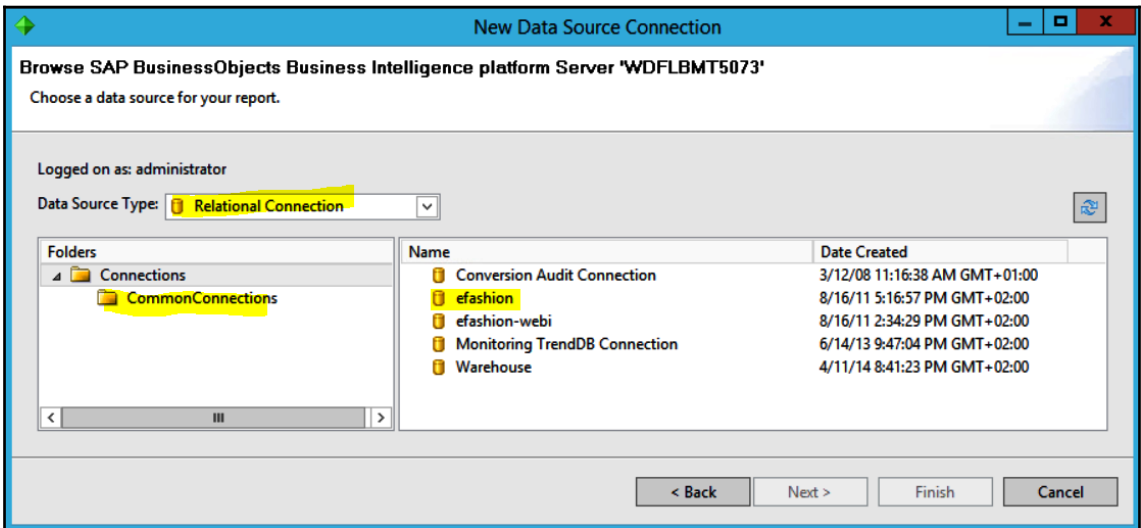 New Data Source Connection
Browse SAP BusinessObjects Business Intelligence platform Server 'WDFLBMT5073'
Choose a data source for your report.
Logged on as: administrator
Data Source Type: Relational Connection
Folders
Connections
CommonConnections
Name Date Created
Conversion Audit Connection 3/12/08 11:16:38 AM GMT+01:00
efashion 8/16/11 5:16:57 PM GMT+02:00
efashion-webi 8/16/11 2:34:29 PM GMT+02:00
Monitoring TrendDB Connection 6/14/13 9:47:04 PM GMT+02:00
Warehouse 4/11/14 8:41:23 PM GMT+02:00
< Back Next > Finish Cancel